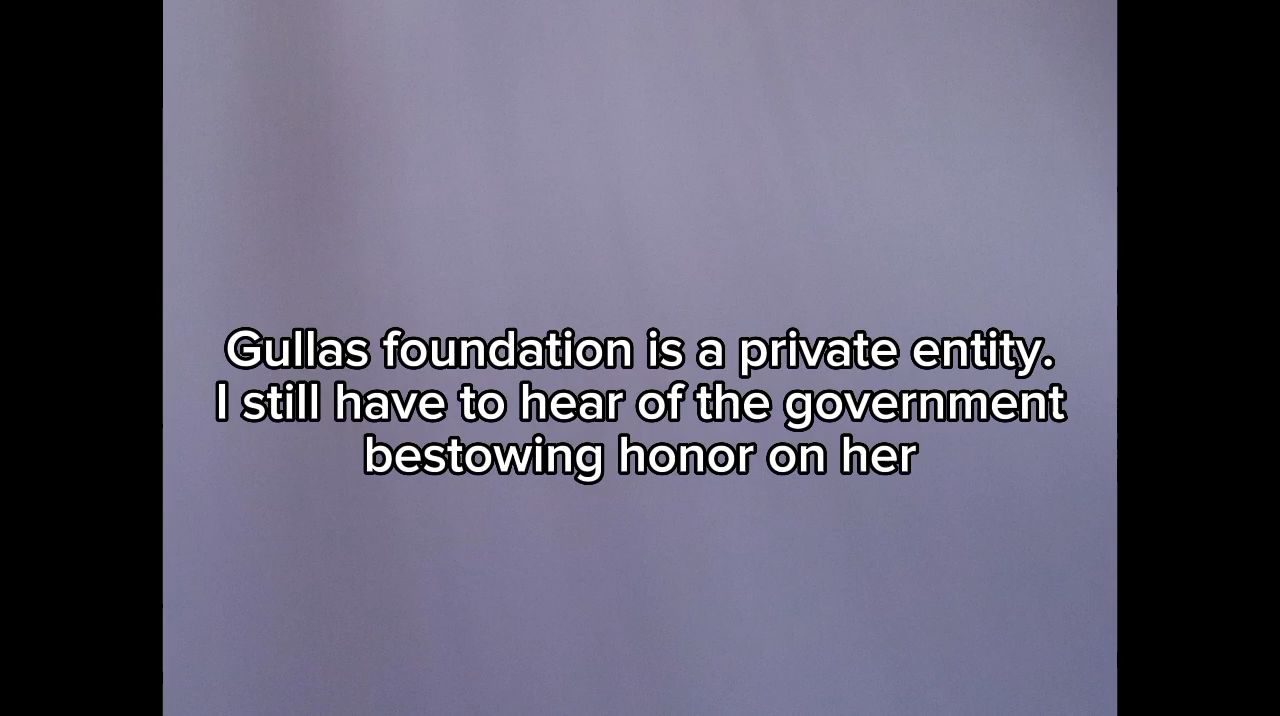 Gullas foundation is a private entity.
I still have to hear of the government
bestowing honor on her